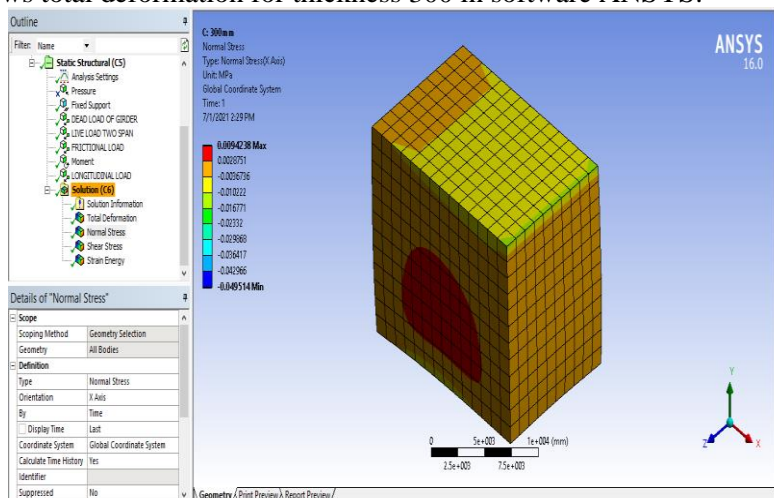 ws total deformation for thickness 300 in software ANSYS.
Outline
Filter: Name
Static Structural (C5)
Analysis Settings
Pressure
Fixed Support
DEAD LOAD OF GIRDER
LIVE LOAD TWO SPAN
FRICTIONAL LOAD
Moment
LONGITUDINAL LOAD
Solution (C6)
Solution Information
Total Deformation
Normal Stress
Shear Stress
Strain Energy
Details of "Normal Stress"
Scope
Scoping Method Geometry Selection
Geometry All Bodies
Definition
Type Normal Stress
Orientation X Axis
By Time
Display Time Last
Coordinate System Global Coordinate System
Calculate Time History Yes
Identifier
Suppressed No
C: 300mm
Normal Stress
Type: Normal Stress(X Axis)
Unit: MPa
Global Coordinate System
Time: 1
7/1/2021 2:29 PM
0.0094238 Max
0.0028751
-0.0036736
-0.010222
-0.016771
-0.02332
-0.029868
-0.036417
-0.042966
-0.049514 Min
ANSYS
16.0
Y
Z
X
0 5e+003 1e+004 (mm)
2.5e+003 7.5e+003
Geometry Print Preview Report Preview